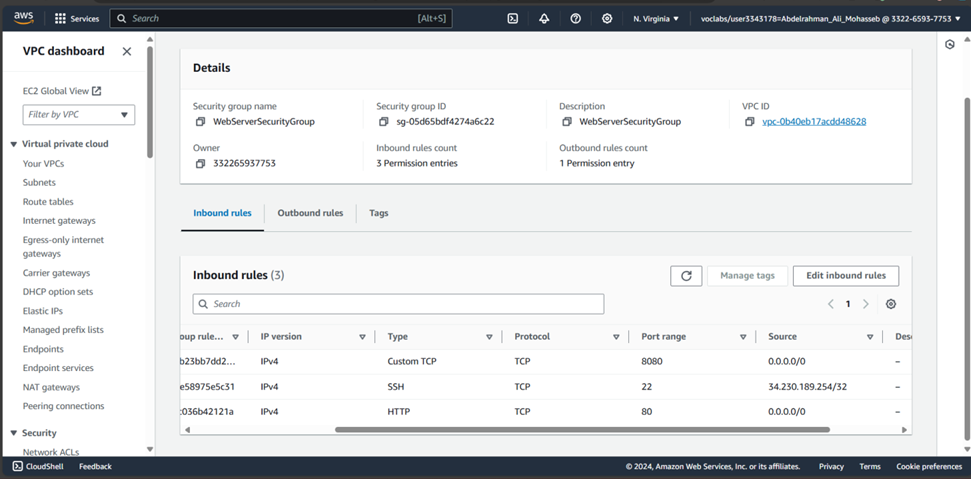 aws Services Search [Alt+S] N. Virginia voclabs/user3343178=Abdelrahman_Ali_Mohasseb @ 3322-6593-7753
VPC dashboard
EC2 Global View
Filter by VPC
Virtual private cloud
Your VPCs
Subnets
Route tables
Internet gateways
Egress-only internet
gateways
Carrier gateways
DHCP option sets
Elastic IPs
Managed prefix lists
Endpoints
Endpoint services
NAT gateways
Peering connections
Security
Network ACLs
Details
Security group name
WebServerSecurityGroup
Security group ID
sg-05d65bdf4274a6c22
Description
WebServerSecurityGroup
VPC ID
vpc-0b40eb17acdd48628
Owner
332265937753
Inbound rules count
3 Permission entries
Outbound rules count
1 Permission entry
Inbound rules Outbound rules Tags
Inbound rules (3) Manage tags Edit inbound rules
Search 1
oup rule... IP version Type Protocol Port range Source Des
b23bb7dd2... IPv4 Custom TCP TCP 8080 0.0.0.0/0 –
e58975e5c31 IPv4 SSH TCP 22 34.230.189.254/32 –
c036b42121a IPv4 HTTP TCP 80 0.0.0.0/0 –
CloudShell Feedback © 2024, Amazon Web Services, Inc. or its affiliates. Privacy Terms Cookie preferences